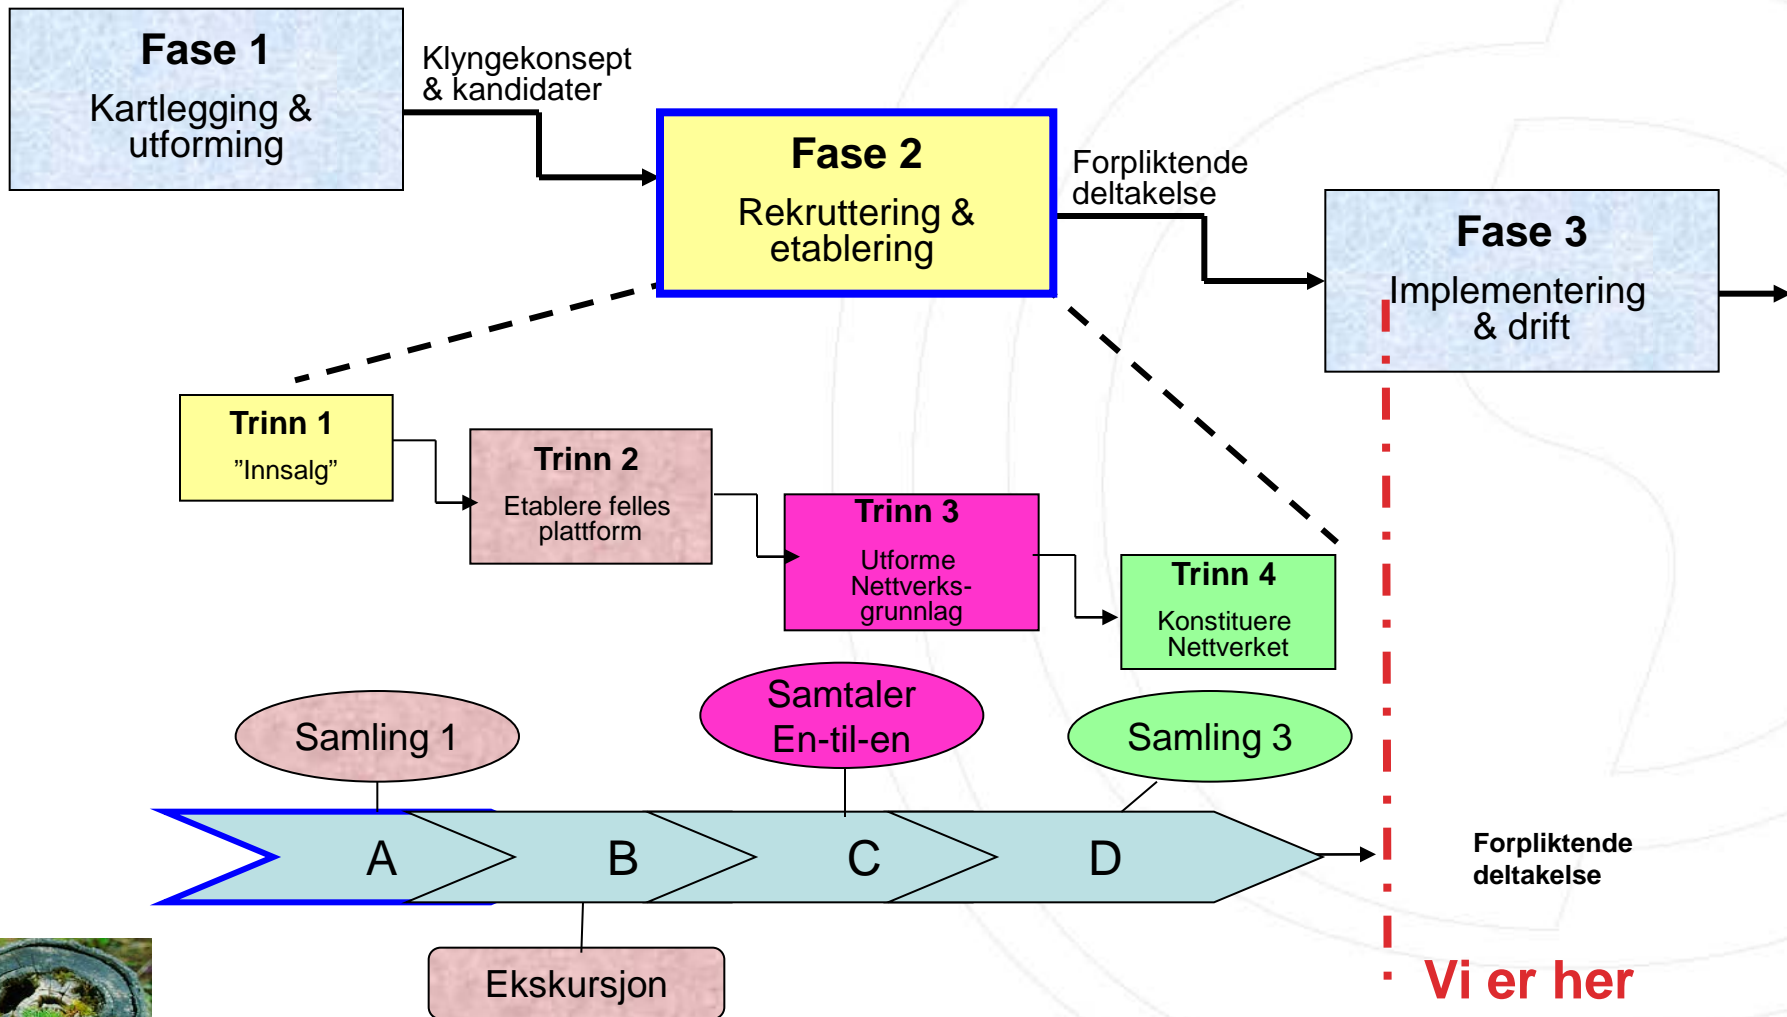 Fase 1
Kartlegging &
utforming
Klyngekonsept
& kandidater
Fase 2
Rekruttering &
etablering
Forpliktende
deltakelse
Fase 3
Implementering
& drift
Trinn 1
”Innsalg”
Trinn 2
Etablere felles
plattform
Trinn 3
Utforme
Nettverks-
grunnlag
Trinn 4
Konstituere
Nettverket
Samling 1
Samtaler
En-til-en
Samling 3
A
B
C
D
Forpliktende
deltakelse
Ekskursjon
Vi er her